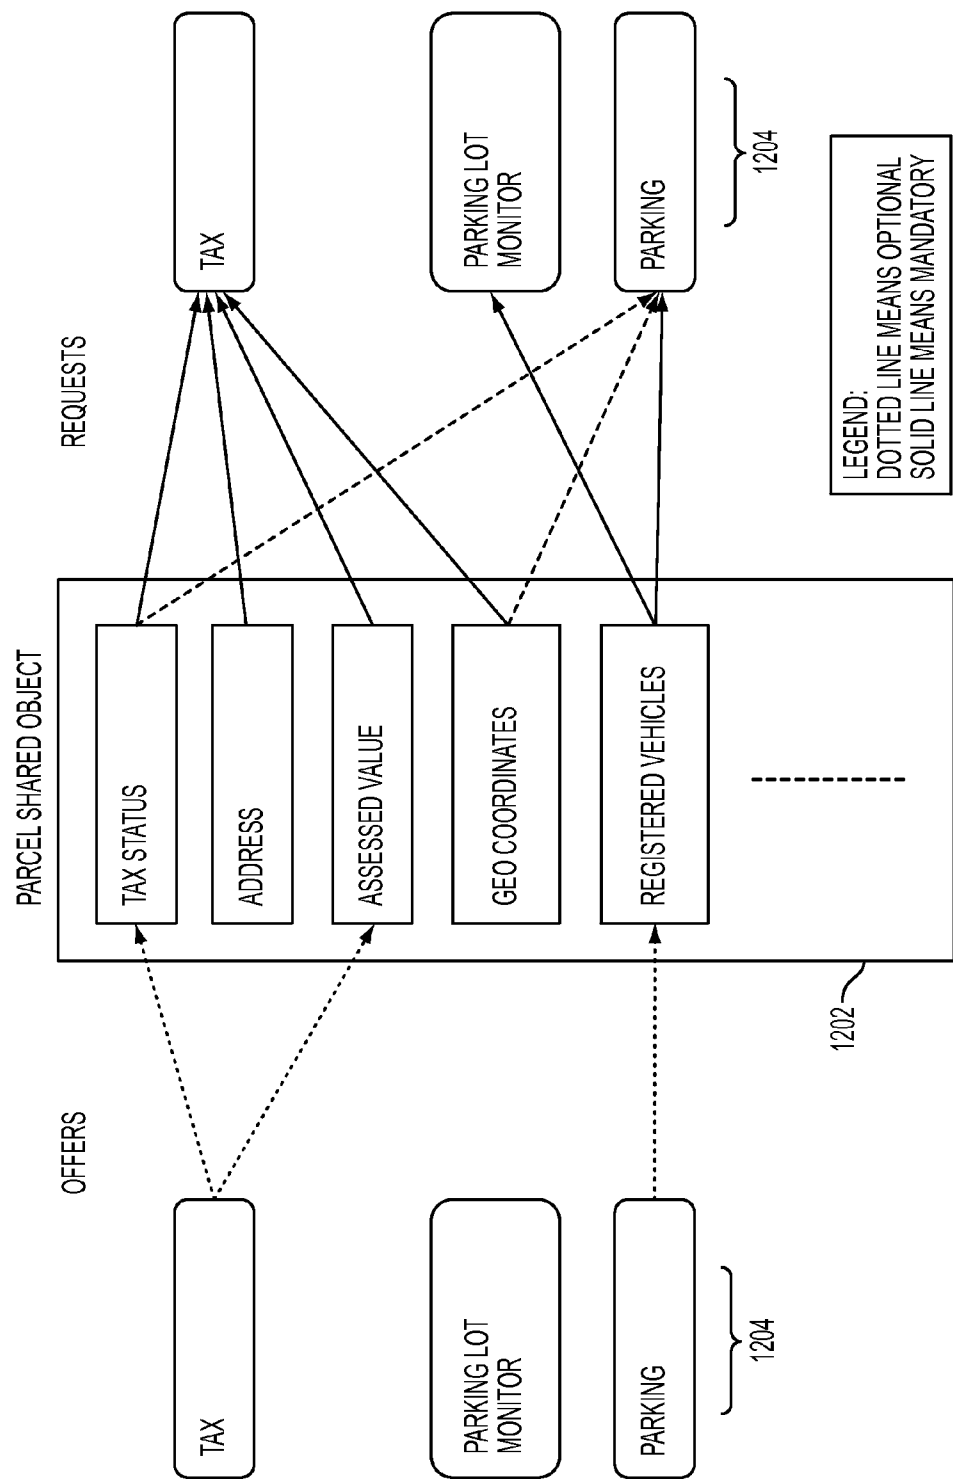 OFFERS
PARCEL SHARED OBJECT
REQUESTS
TAX
PARKING LOT
MONITOR
PARKING
1204
TAX STATUS
ADDRESS
ASSESSED VALUE
GEO COORDINATES
REGISTERED VEHICLES
1202
TAX
PARKING LOT
MONITOR
PARKING
1204
LEGEND:
DOTTED LINE MEANS OPTIONAL
SOLID LINE MEANS MANDATORY